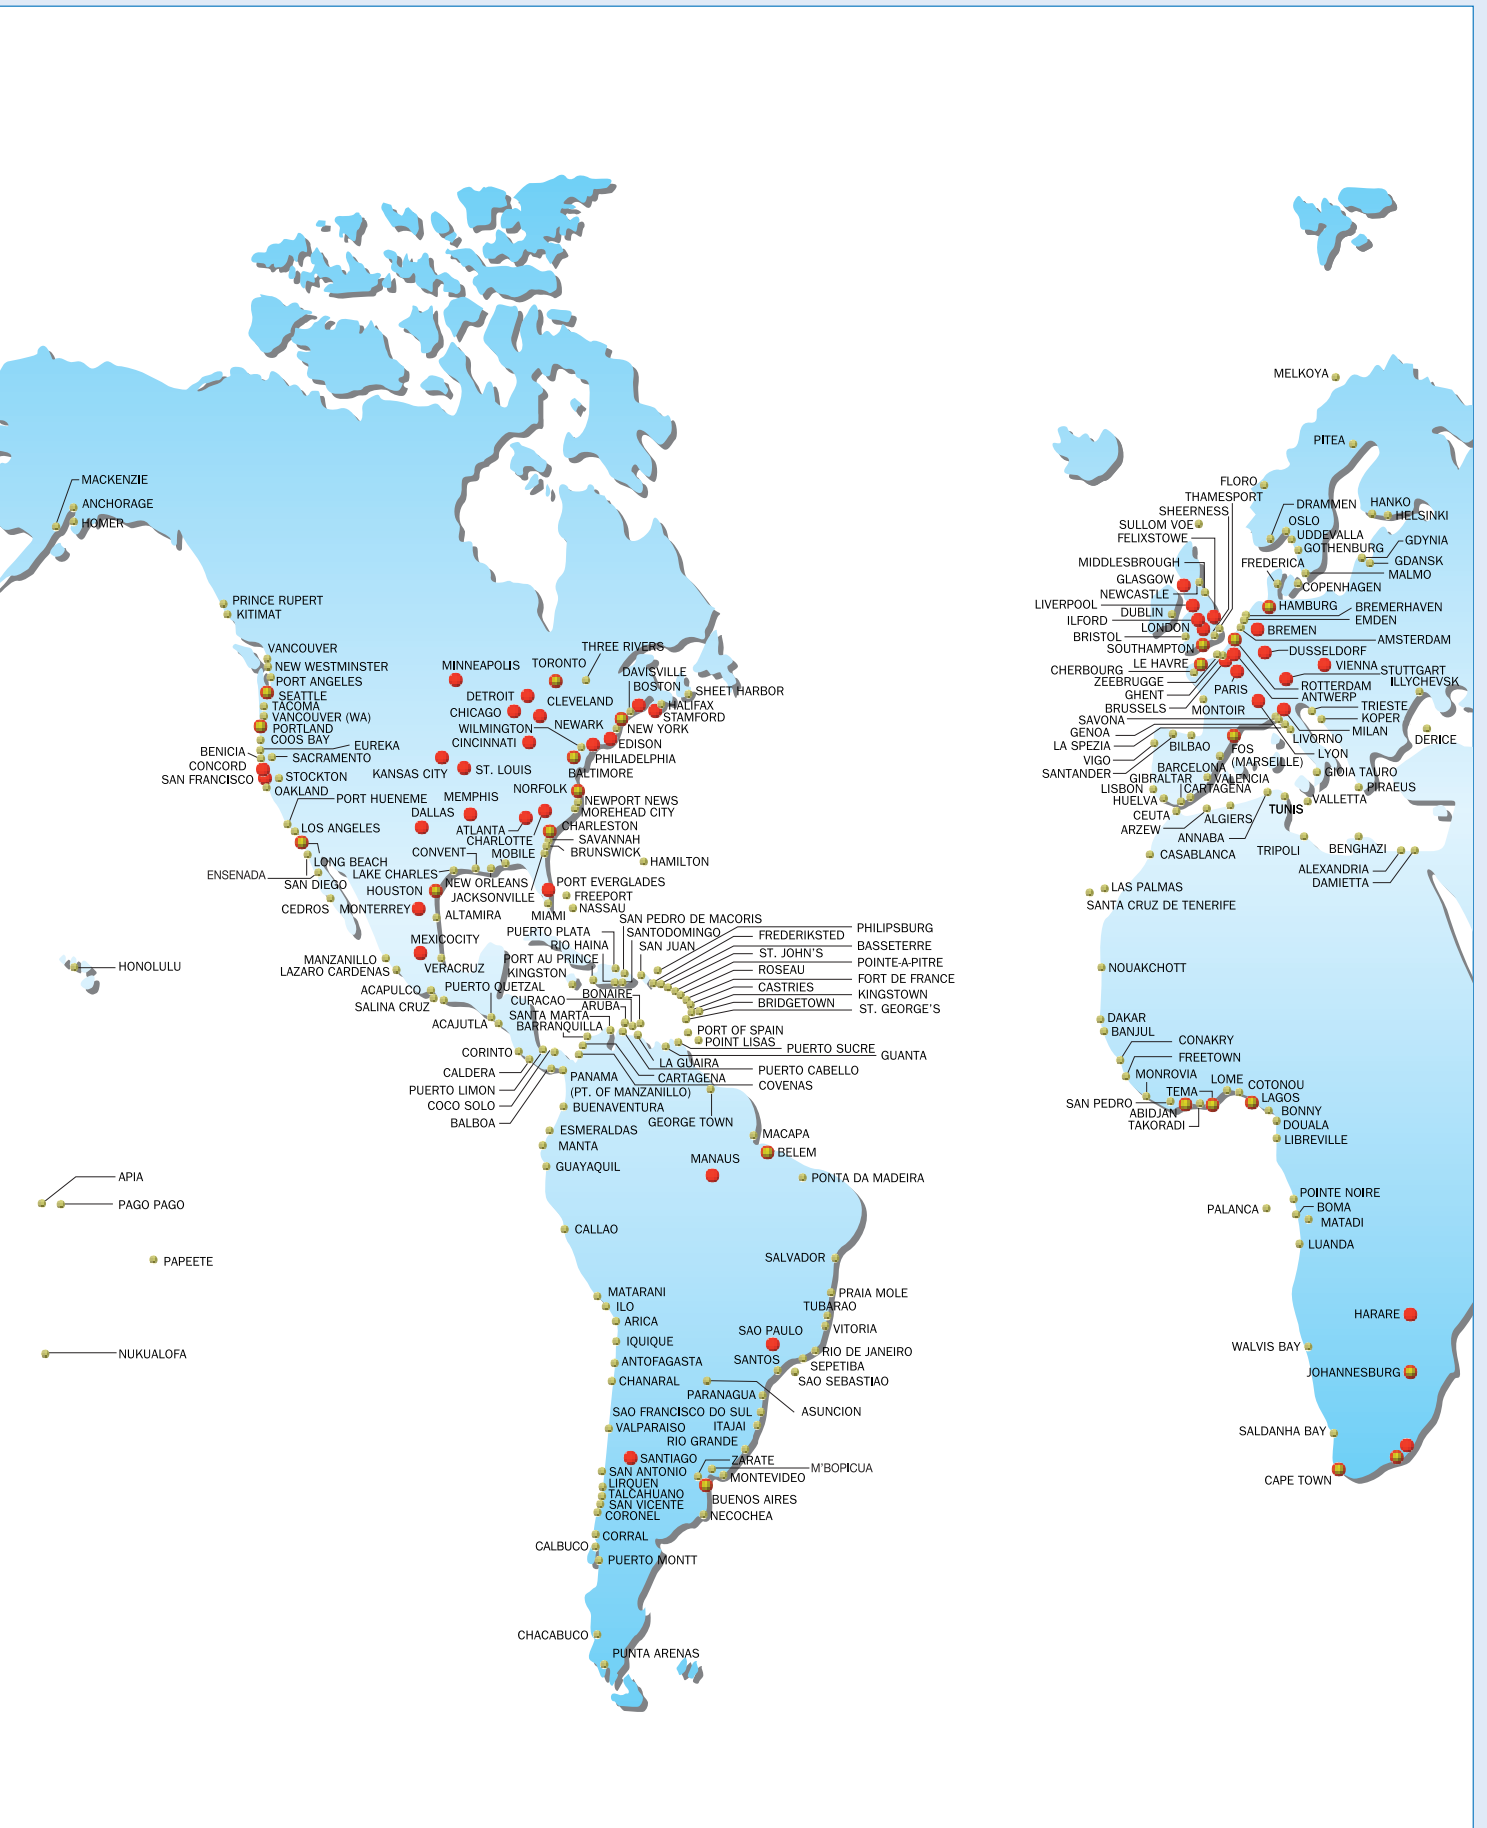 MELKOYA
PITEA
MACKENZIE
ANCHORAGE
HOMER
FLORO
THAMESPORT
SHEERNESS
SULLOM VOE
FELIXSTOWE
DRAMMEN
OSLO
UDDEVALLA
GOTHENBURG
HANKO
HELSINKI
GDYNIA
GDANSK
MALMO
FREDERICA
COPENHAGEN
MIDDLESBROUGH
GLASGOW
NEWCASTLE
LIVERPOOL
DUBLIN
ILFORD
LONDON
BRISTOL
SOUTHAMPTON
LE HAVRE
CHERBOURG
ZEEBRUGGE
GHENT
BRUSSELS
HAMBURG
BREMERHAVEN
EMDEN
BREMEN
AMSTERDAM
DUSSELDORF
VIENNA
STUTTGART
ILLYCHEVSK
PARIS
ROTTERDAM
ANTWERP
MONTOIR
TRIESTE
KOPER
MILAN
DERICE
SAVONA
GENOA
LA SPEZIA
VIGO
SANTANDER
BILBAO
LIVORNO
LYON
FOS
(MARSEILLE)
BARCELONA
GIBRALTAR
VALENCIA
LISBON
CARTAGENA
HUELVA
CEUTA
ALGIERS
ARZEW
ANNABA
GIOIA TAURO
PIRAEUS
VALLETTA
TUNIS
TRIPOLI
BENGHAZI
ALEXANDRIA
DAMIETTA
CASABLANCA
LAS PALMAS
SANTA CRUZ DE TENERIFE
PRINCE RUPERT
KITIMAT
VANCOUVER
NEW WESTMINSTER
PORT ANGELES
SEATTLE
TACOMA
VANCOUVER (WA)
PORTLAND
COOS BAY
EUREKA
BENICIA
SACRAMENTO
CONCORD
SAN FRANCISCO
STOCKTON
OAKLAND
PORT HUENEME
LOS ANGELES
LONG BEACH
ENSENADA
SAN DIEGO
CEDROS
MINNEAPOLIS
TORONTO
THREE RIVERS
DAVISVILLE
BOSTON
SHEET HARBOR
HALIFAX
STAMFORD
DETROIT
CLEVELAND
CHICAGO
NEWARK
NEW YORK
WILMINGTON
CINCINNATI
EDISON
PHILADELPHIA
KANSAS CITY
ST. LOUIS
BALTIMORE
NORFOLK
MEMPHIS
NEWPORT NEWS
MOREHEAD CITY
DALLAS
ATLANTA
CHARLOTTE
CHARLESTON
SAVANNAH
BRUNSWICK
CONVENT
MOBILE
LAKE CHARLES
HOUSTON
NEW ORLEANS
JACKSONVILLE
PORT EVERGLADES
HAMILTON
FREEPORT
NASSAU
MIAMI
MONTERREY
ALTAMIRA
MEXICOCITY
VERACRUZ
MANZANILLO
LAZARO CARDENAS
ACAPULCO
SALINA CRUZ
PUERTO QUETZAL
ACAJUTLA
HONOLULU
SAN PEDRO DE MACORIS
PUERTO PLATA
SANTODOMINGO
RIO HAINA
SAN JUAN
PORT AU PRINCE
KINGSTON
PHILIPSBURG
FREDERIKSTED
BASSETERRE
ST. JOHN'S
POINTE-A-PITRE
ROSEAU
FORT DE FRANCE
CASTRIES
KINGSTOWN
BRIDGETOWN
ST. GEORGE'S
BONAIRE
CURACAO
ARUBA
SANTA MARTA
BARRANQUILLA
PORT OF SPAIN
POINT LISAS
PUERTO SUCRE
GUANTA
LA GUAIRA
PUERTO CABELLO
CARTAGENA
COVENAS
CORINTO
CALDERA
PUERTO LIMON
COCO SOLO
BALBOA
PANAMA
(PT. OF MANZANILLO)
BUENAVENTURA
GEORGE TOWN
ESMERALDAS
MANTA
GUAYAQUIL
MACAPA
BELEM
MANAUS
PONTA DA MADEIRA
CALLAO
SALVADOR
MATARANI
ILO
ARICA
IQUIQUE
ANTOFAGASTA
CHANARAL
PRAIA MOLE
TUBARAO
VITORIA
SAO PAULO
RIO DE JANEIRO
SANTOS
SEPETIBA
SAO SEBASTIAO
PARANAGUA
ASUNCION
SAO FRANCISCO DO SUL
ITAJAI
VALPARAISO
RIO GRANDE
SANTIAGO
ZARATE
M'BOPICUA
SAN ANTONIO
MONTEVIDEO
LIRQUEN
TALCAHUANO
BUENOS AIRES
SAN VICENTE
CORONEL
NECOCHEA
CORRAL
CALBUCO
PUERTO MONTT
CHACABUCO
PUNTA ARENAS
APIA
PAGO PAGO
PAPEETE
NUKUALOFA
NOUAKCHOTT
DAKAR
BANJUL
CONAKRY
FREETOWN
MONROVIA
LOME
COTONOU
TEMA
LAGOS
SAN PEDRO
ABIDJAN
TAKORADI
BONNY
DOUALA
LIBREVILLE
POINTE NOIRE
PALANCA
BOMA
MATADI
LUANDA
HARARE
WALVIS BAY
JOHANNESBURG
SALDANHA BAY
CAPE TOWN